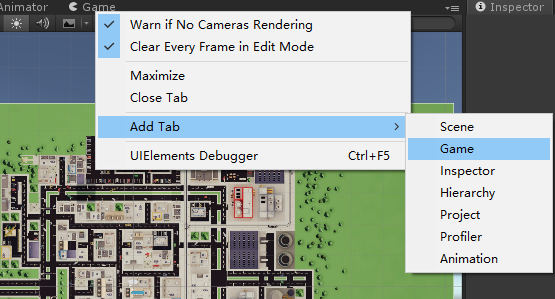 Animator
Game
Inspector
Warn if No Cameras Rendering
Clear Every Frame in Edit Mode
Maximize
Close Tab
Add Tab
UIElements Debugger Ctrl+F5
Scene
Game
Inspector
Hierarchy
Project
Profiler
Animation